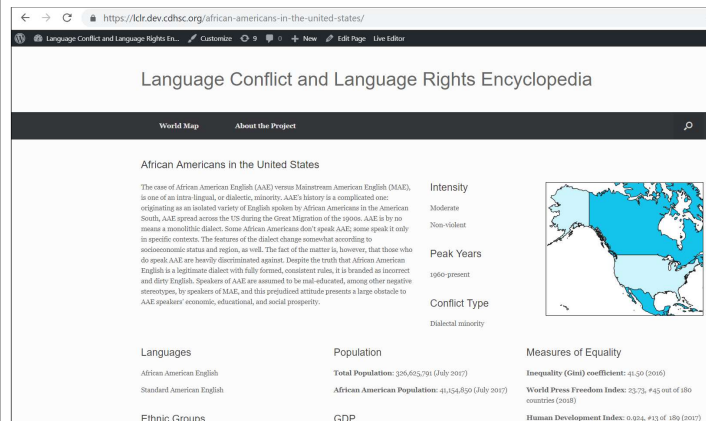 https://lclr.dev.cdhsc.org/african-americans-in-the-united-states/
Language Conflict and Language Rights En... Customize 9 0 New Edit Page Live Editor
Language Conflict and Language Rights Encyclopedia
World Map About the Project
African Americans in the United States
The case of African American English (AAE) versus Mainstream American English (MAE),
is one of an intra-lingual, or dialectic, minority. AAE's history is a complicated one:
originating as an isolated variety of English spoken by African Americans in the American
South, AAE spread across the US during the Great Migration of the 1900s. AAE is by no
means a monolithic dialect. Some African Americans don't speak AAE; some speak it only
in specific contexts. The features of the dialect change somewhat according to
socioeconomic status and region, as well. The fact of the matter is, however, that those who
do speak AAE are heavily discriminated against. Despite the truth that African American
English is a legitimate dialect with fully formed, consistent rules, it is branded as incorrect
and dirty English. Speakers of AAE are assumed to be mal-educated, among other negative
stereotypes, by speakers of MAE, and this prejudiced attitude presents a large obstacle to
AAE speakers' economic, educational, and social prosperity.
Intensity
Moderate
Non-violent
Peak Years
1960-present
Conflict Type
Dialectal minority
Languages
African American English
Standard American English
Ethnic Groups
Population
Total Population: 326,625,791 (July 2017)
African American Population: 41,154,850 (July 2017)
GDP
Measures of Equality
Inequality (Gini) coefficient: 41.50 (2016)
World Press Freedom Index: 23.73, #45 out of 180
countries (2018)
Human Development Index: 0.924, #13 of 189 (2017)